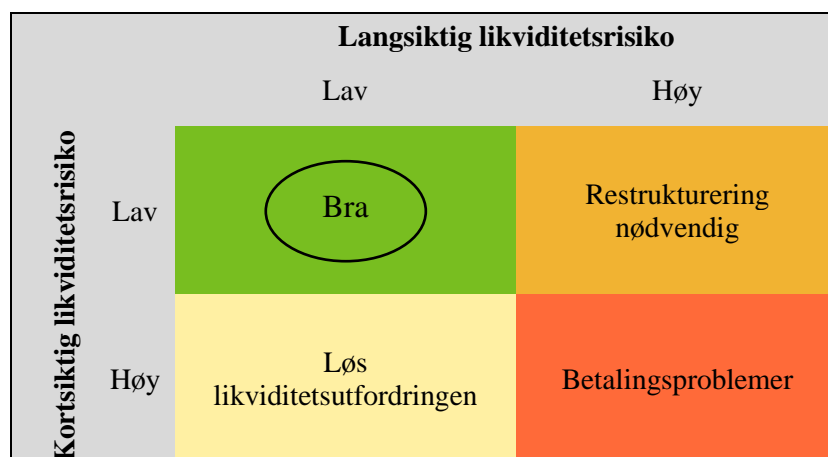 Langsiktig likviditetsrisiko
Lav
Høy
Kortsiktig likviditetsrisiko
Lav
Bra
Restrukturering
nødvendig
Høy
Løs
likviditetsutfordringen
Betalingsproblemer